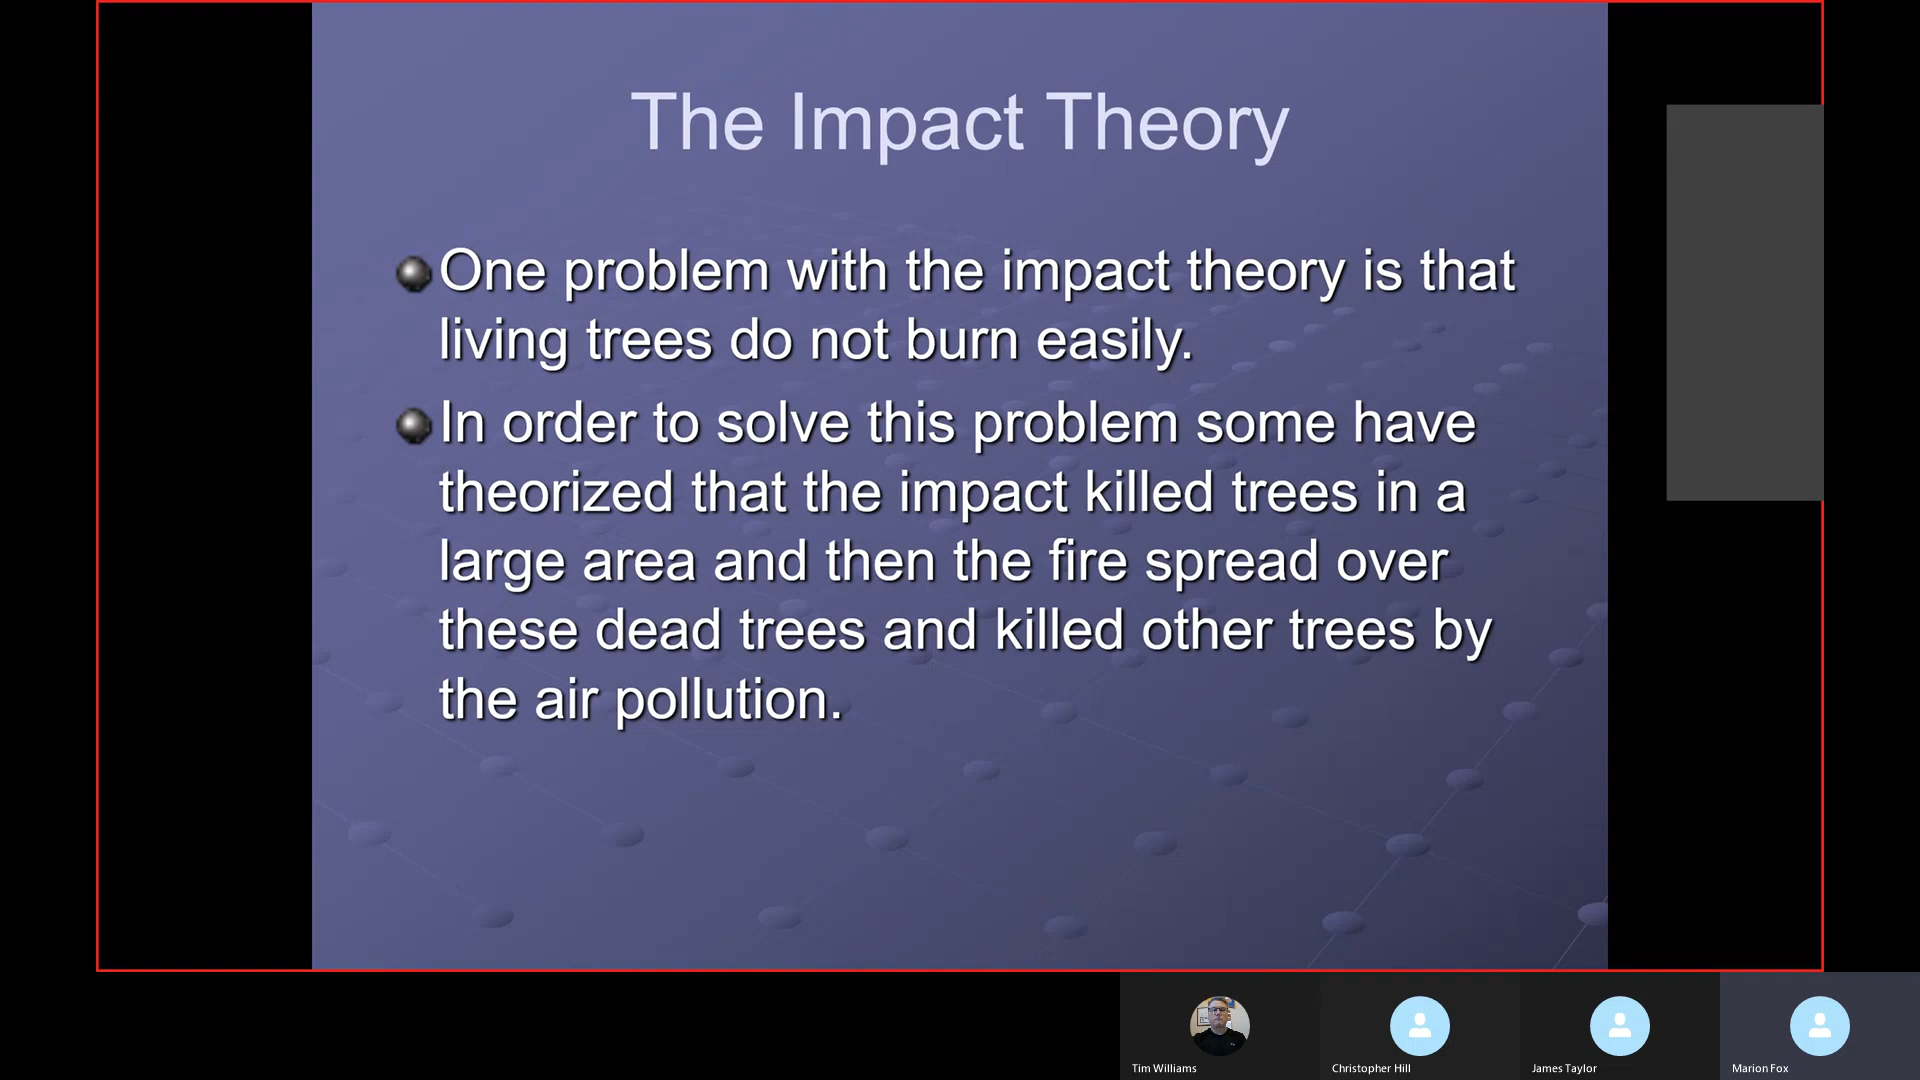 The Impact Theory
One problem with the impact theory is that
living trees do not burn easily.
In order to solve this problem some have
theorized that the impact killed trees in a
large area and then the fire spread over
these dead trees and killed other trees by
the air pollution.
Tim Williams
Christopher Hill
James Taylor
Marion Fox